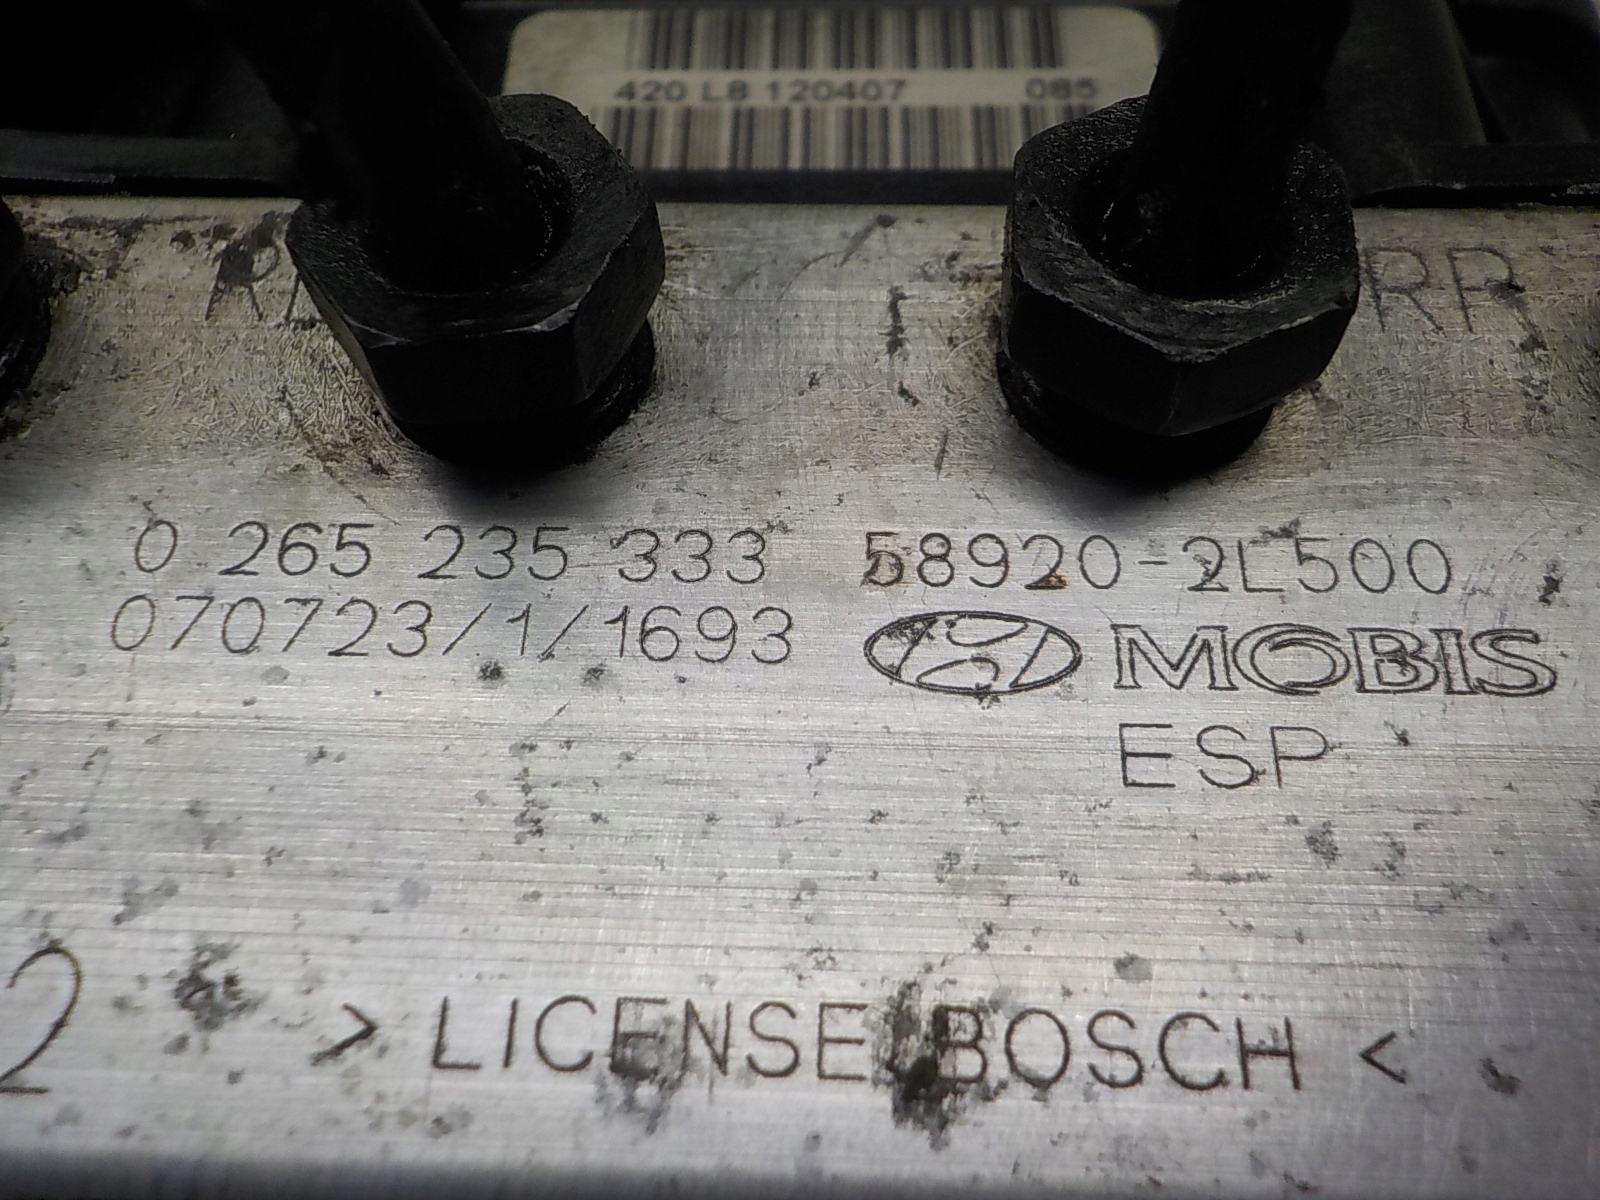 420 L8 120407 085
RR
0 265 235 333 58920-2L500
070723/1/1693 MOBIS
ESP
2
> LICENSE BOSCH <